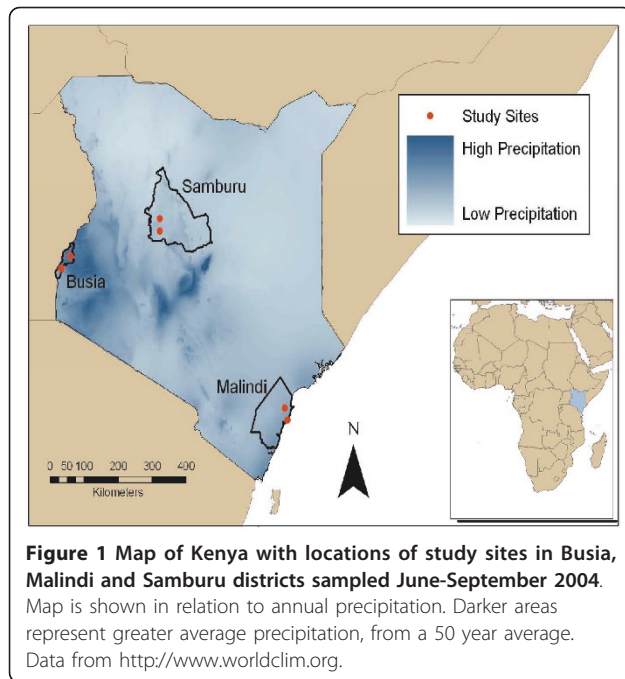 Study Sites
High Precipitation
Low Precipitation
Samburu
Busia
Malindi
N
0 50 100 200 300 400
Kilometers
Figure 1 Map of Kenya with locations of study sites in Busia,
Malindi and Samburu districts sampled June-September 2004.
Map is shown in relation to annual precipitation. Darker areas
represent greater average precipitation, from a 50 year average.
Data from http://www.worldclim.org.